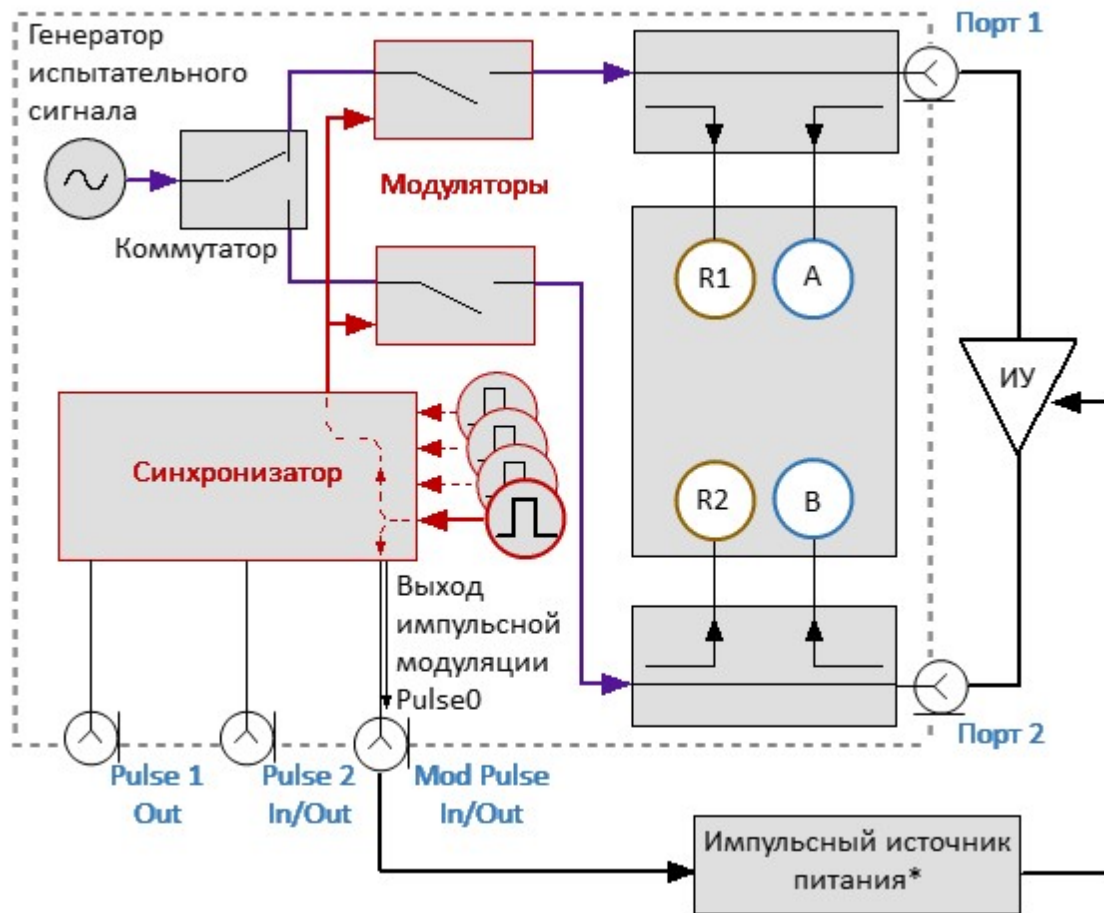 Генератор
испытательного
сигнала
Порт 1
Модуляторы
Коммутатор
R1
A
ИУ
Синхронизатор
R2
B
Выход
импульсной
модуляции
Pulse0
Порт 2
Pulse 1
Out
Pulse 2
In/Out
Mod Pulse
In/Out
Импульсный источник
питания*